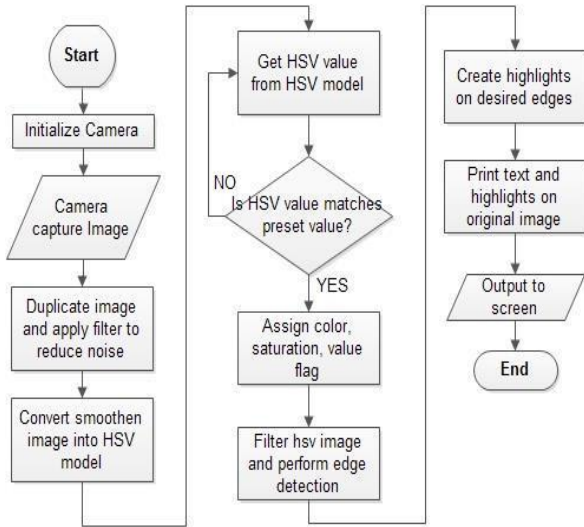 Start
Initialize Camera
Camera
capture Image
Duplicate image
and apply filter to
reduce noise
Convert smoothen
image into HSV
model
Get HSV value
from HSV model
NO
Is HSV value matches
preset value?
YES
Assign color,
saturation, value
flag
Filter hsv image
and perform edge
detection
Create highlights
on desired edges
Print text and
highlights on
original image
Output to
screen
End